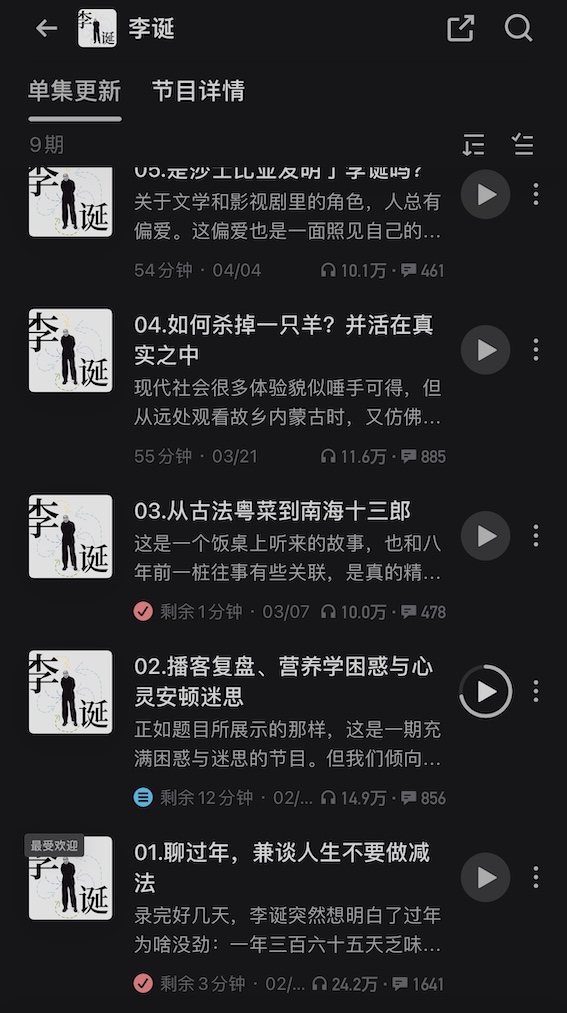 李诞
单集更新 节目详情
9期
05.是莎士比亚发明了李诞吗？
关于文学和影视剧里的角色，人总有
偏爱。这偏爱也是一面照见自己的...
54分钟 · 04/04 10.1万 · 461
李诞
04.如何杀掉一只羊？并活在真
实之中
现代社会很多体验貌似唾手可得，但
从远处观看故乡内蒙古时，又仿佛...
55分钟 · 03/21 11.6万 · 885
李诞
03.从古法粤菜到南海十三郎
这是一个饭桌上听来的故事，也和八
年前一桩往事有些关联，是真的精...
剩余1分钟 · 03/07 10.0万 · 478
李诞
02.播客复盘、营养学困惑与心
灵安顿迷思
正如题目所展示的那样，这是一期充
满困惑与迷思的节目。但我们倾向...
剩余12分钟 · 02/... 14.9万 · 856
李诞
最受欢迎
01.聊过年，兼谈人生不要做减
法
录完好几天，李诞突然想明白了过年
为啥没劲：一年三百六十五天乏味...
剩余3分钟 · 02/... 24.2万 · 1641
李诞